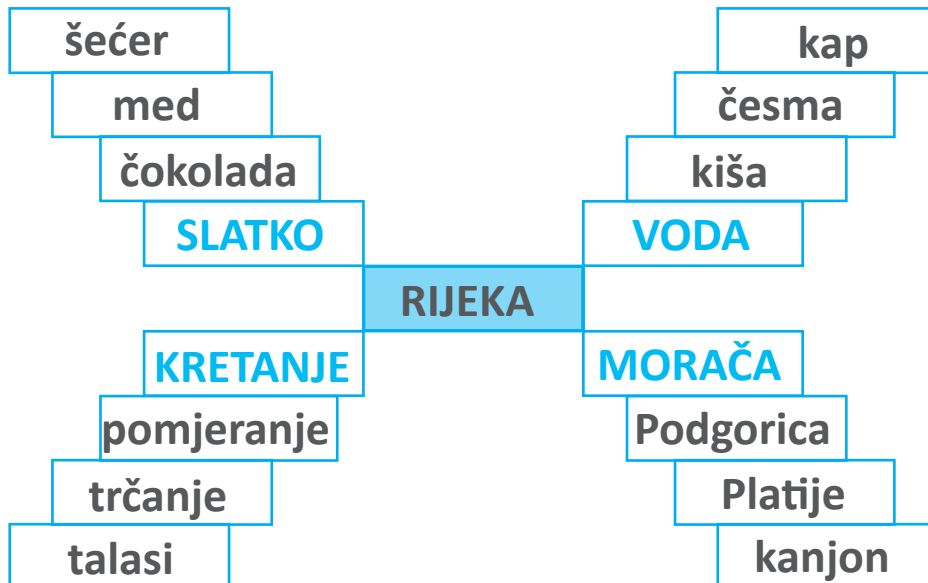 šećer
kap
med
česma
čokolada
kiša
SLATKO
VODA
RIJEKA
KRETANJE
MORAČA
pomjeranje
Podgorica
trčanje
Platije
talasi
kanjon